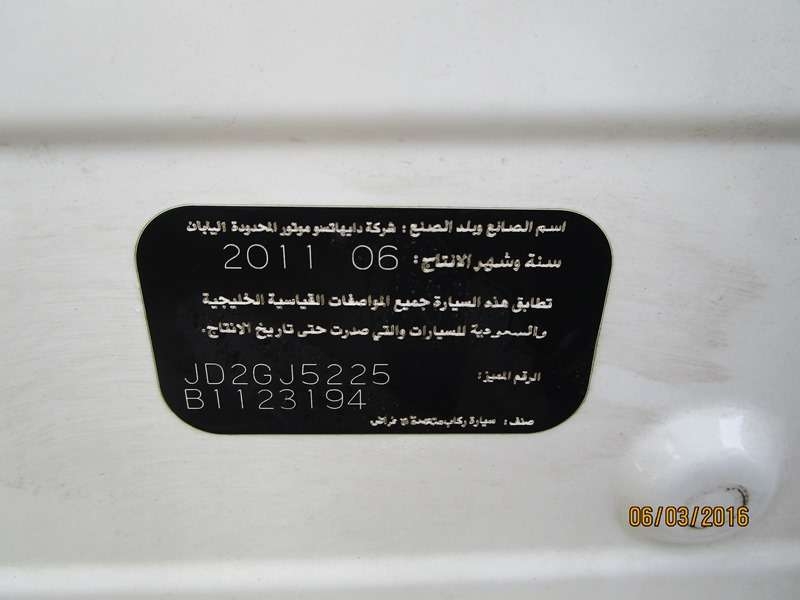 اسم الصانع وبلد الصنع : شركة دايهاتسو موتور المحدودة اليابان
سنة وشهر الانتاج: 06 2011
تطابق هذه السيارة جميع المواصفات القياسية الخليجية
والسعودية للسيارات والتي صدرت حتى تاريخ الانتاج.
الرقم المميز: JD2GJ5225
B1123194
صنف: سيارة ركاب متعددة الاغراض
06/03/2016